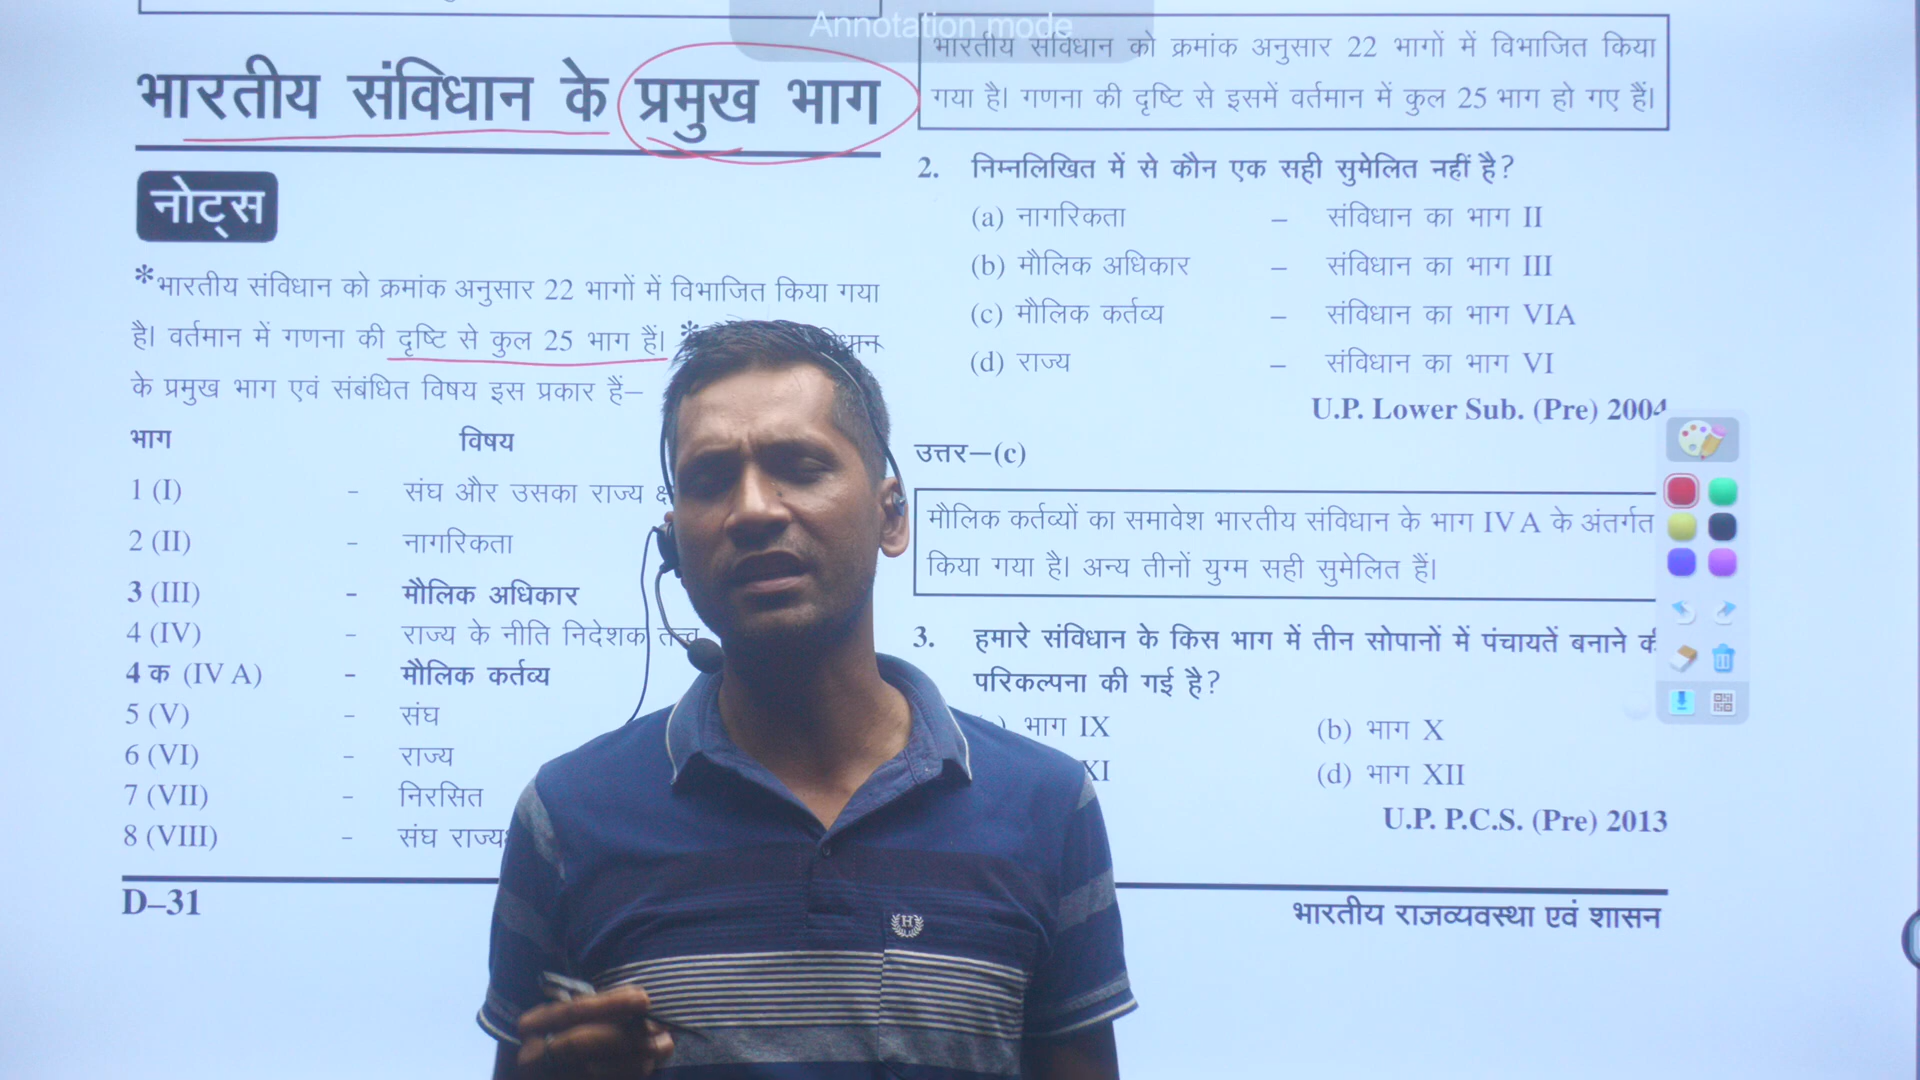 Annotation mode
भारतीय संविधान के प्रमुख भाग
नोट्स
*भारतीय संविधान को क्रमांक अनुसार 22 भागों में विभाजित किया गया
है। वर्तमान में गणना की दृष्टि से कुल 25 भाग हैं। *
के प्रमुख भाग एवं संबंधित विषय इस प्रकार हैं–
भाग विषय
1 (I) - संघ और उसका राज्य
2 (II) - नागरिकता
3 (III) - मौलिक अधिकार
4 (IV) - राज्य के नीति निदेशक तत्त्व
4 क (IV A) - मौलिक कर्तव्य
5 (V) - संघ
6 (VI) - राज्य
7 (VII) - निरसित
8 (VIII) - संघ
D–31
भारतीय संविधान को क्रमांक अनुसार 22 भागों में विभाजित किया
गया है। गणना की दृष्टि से इसमें वर्तमान में कुल 25 भाग हो गए हैं।
2. निम्नलिखित में से कौन एक सही सुमेलित नहीं है?
(a) नागरिकता – संविधान का भाग II
(b) मौलिक अधिकार – संविधान का भाग III
(c) मौलिक कर्तव्य – संविधान का भाग VIA
(d) राज्य – संविधान का भाग VI
U.P. Lower Sub. (Pre) 2004
उत्तर–(c)
मौलिक कर्तव्यों का समावेश भारतीय संविधान के भाग IV A के अंतर्गत
किया गया है। अन्य तीनों युग्म सही सुमेलित हैं।
3. हमारे संविधान के किस भाग में तीन सोपानों में पंचायतें बनाने की
परिकल्पना की गई है?
भाग IX (b) भाग X
XI (d) भाग XII
U.P. P.C.S. (Pre) 2013
भारतीय राजव्यवस्था एवं शासन
H